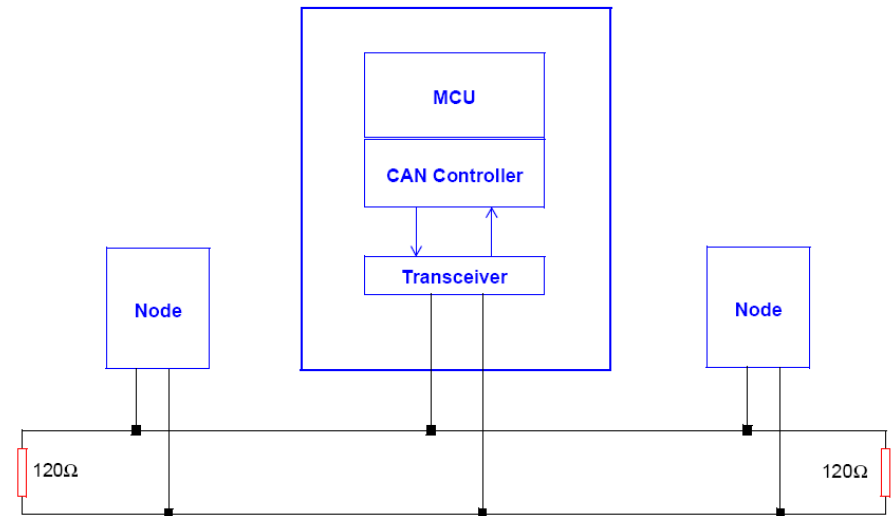 MCU
CAN Controller
Transceiver
Node
Node
120Ω
120Ω